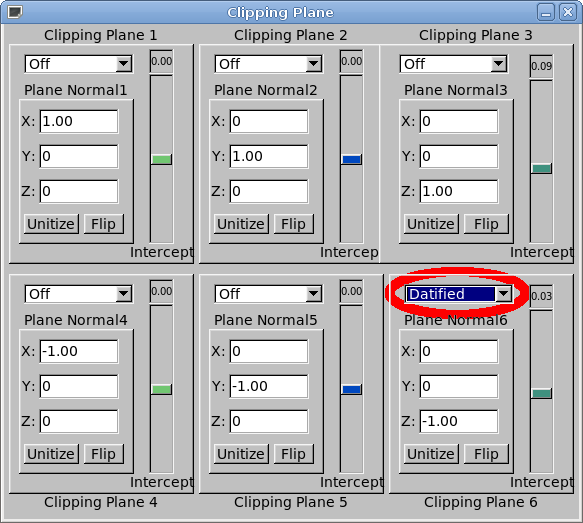 Clipping Plane
Clipping Plane 1 Clipping Plane 2 Clipping Plane 3
Off 0.00 Off 0.00 Off 0.09
Plane Normal1 Plane Normal2 Plane Normal3
X: 1.00 X: 0 X: 0
Y: 0 Y: 1.00 Y: 0
Z: 0 Z: 0 Z: 1.00
Unitize Flip Unitize Flip Unitize Flip
Intercept Intercep Intercept
Off 0.00 Off 0.00 Datified 0.03
Plane Normal4 Plane Normal5 Plane Normal6
X: -1.00 X: 0 X: 0
Y: 0 Y: -1.00 Y: 0
Z: 0 Z: 0 Z: -1.00
Unitize Flip Unitize Flip Unitize Flip
Intercept Intercept Intercept
Clipping Plane 4 Clipping Plane 5 Clipping Plane 6